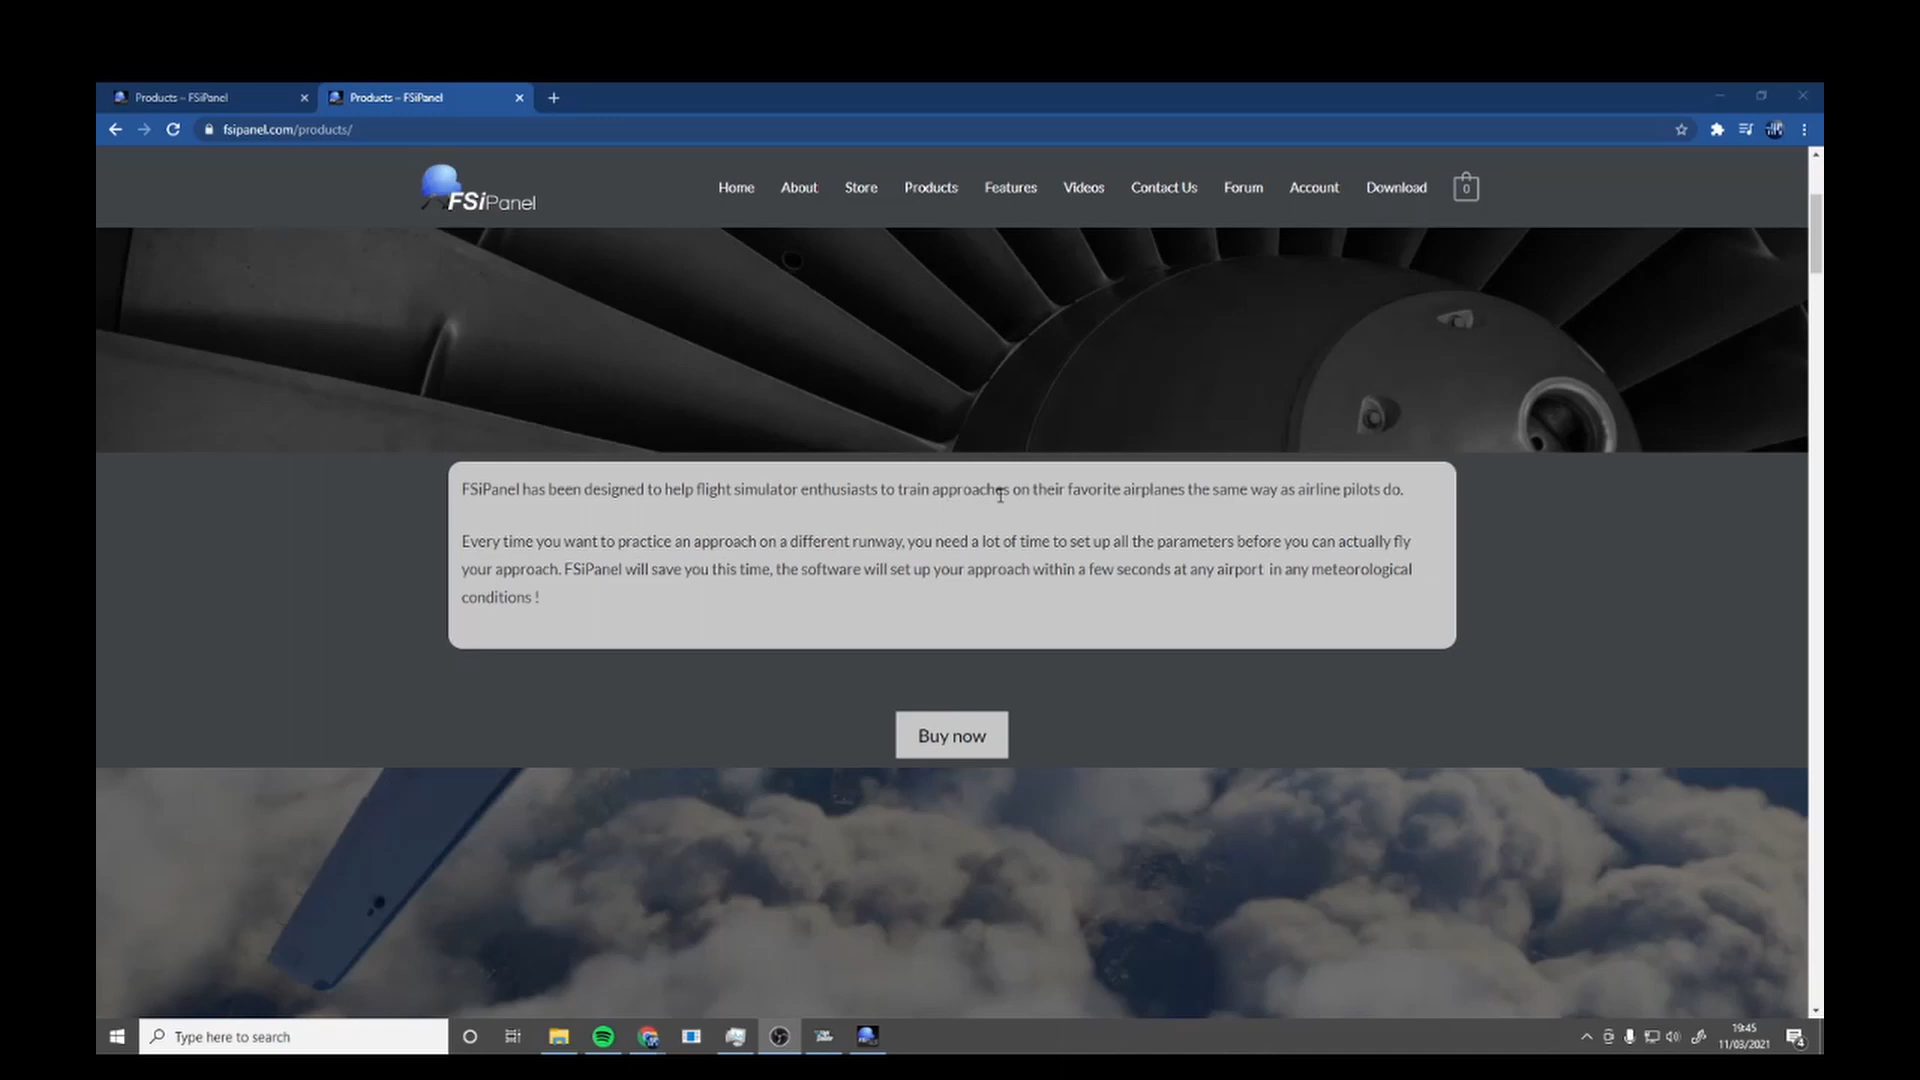 Products – FSiPanel
Products – FSiPanel
fsipanel.com/products/
FSiPanel
Home About Store Products Features Videos Contact Us Forum Account Download 0
FSiPanel has been designed to help flight simulator enthusiasts to train approaches on their favorite airplanes the same way as airline pilots do.
Every time you want to practice an approach on a different runway, you need a lot of time to set up all the parameters before you can actually fly
your approach. FSiPanel will save you this time, the software will set up your approach within a few seconds at any airport in any meteorological
conditions !
Buy now
Type here to search
19:45
11/03/2021
4